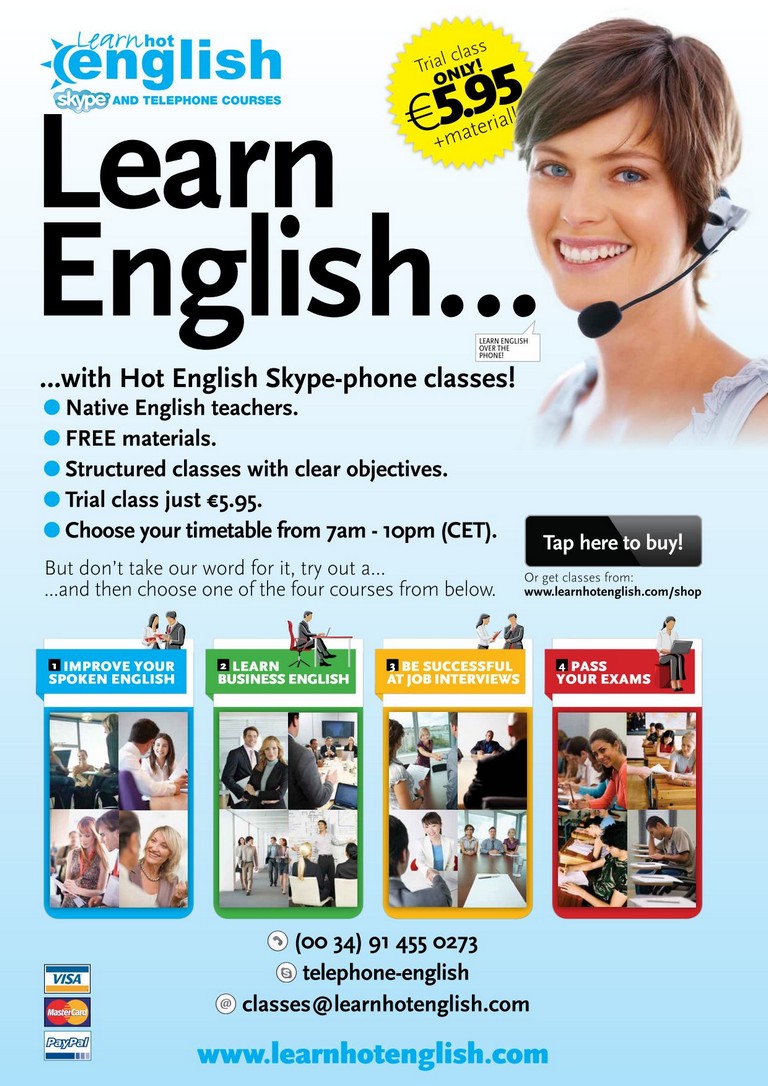 Learn hot
english
skype AND TELEPHONE COURSES
Trial class
ONLY!
€5.95
+material!
Learn
English...
LEARN ENGLISH
OVER THE
PHONE!
...with Hot English Skype-phone classes!
Native English teachers.
FREE materials.
Structured classes with clear objectives.
Trial class just €5.95.
Choose your timetable from 7am - 10pm (CET).
But don't take our word for it, try out a...
...and then choose one of the four courses from below.
Tap here to buy!
Or get classes from:
www.learnhotenglish.com/shop
1 IMPROVE YOUR
SPOKEN ENGLISH
2 LEARN
BUSINESS ENGLISH
3 BE SUCCESSFUL
AT JOB INTERVIEWS
4 PASS
YOUR EXAMS
(00 34) 91 455 0273
telephone-english
classes@learnhotenglish.com
VISA
MasterCard
PayPal
www.learnhotenglish.com